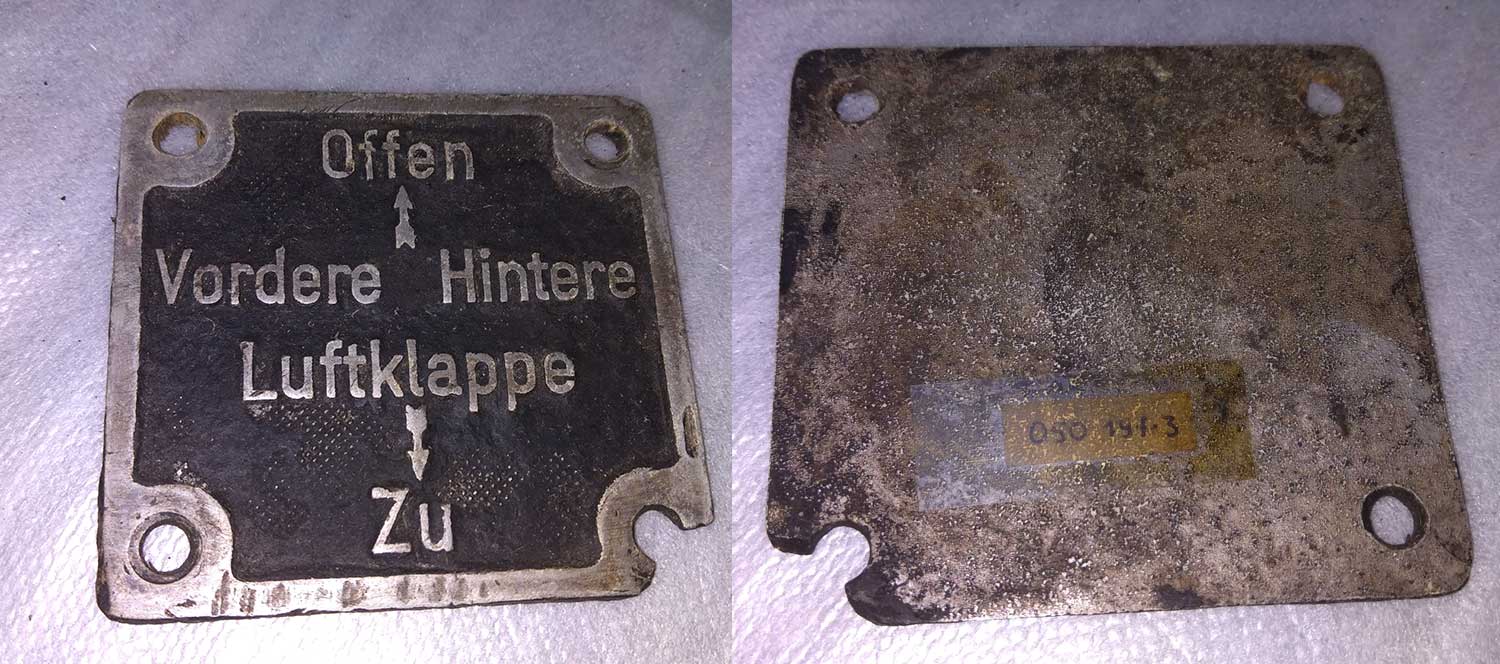 Offen
Vordere Hintere
Luftklappe
Zu
050 191-3